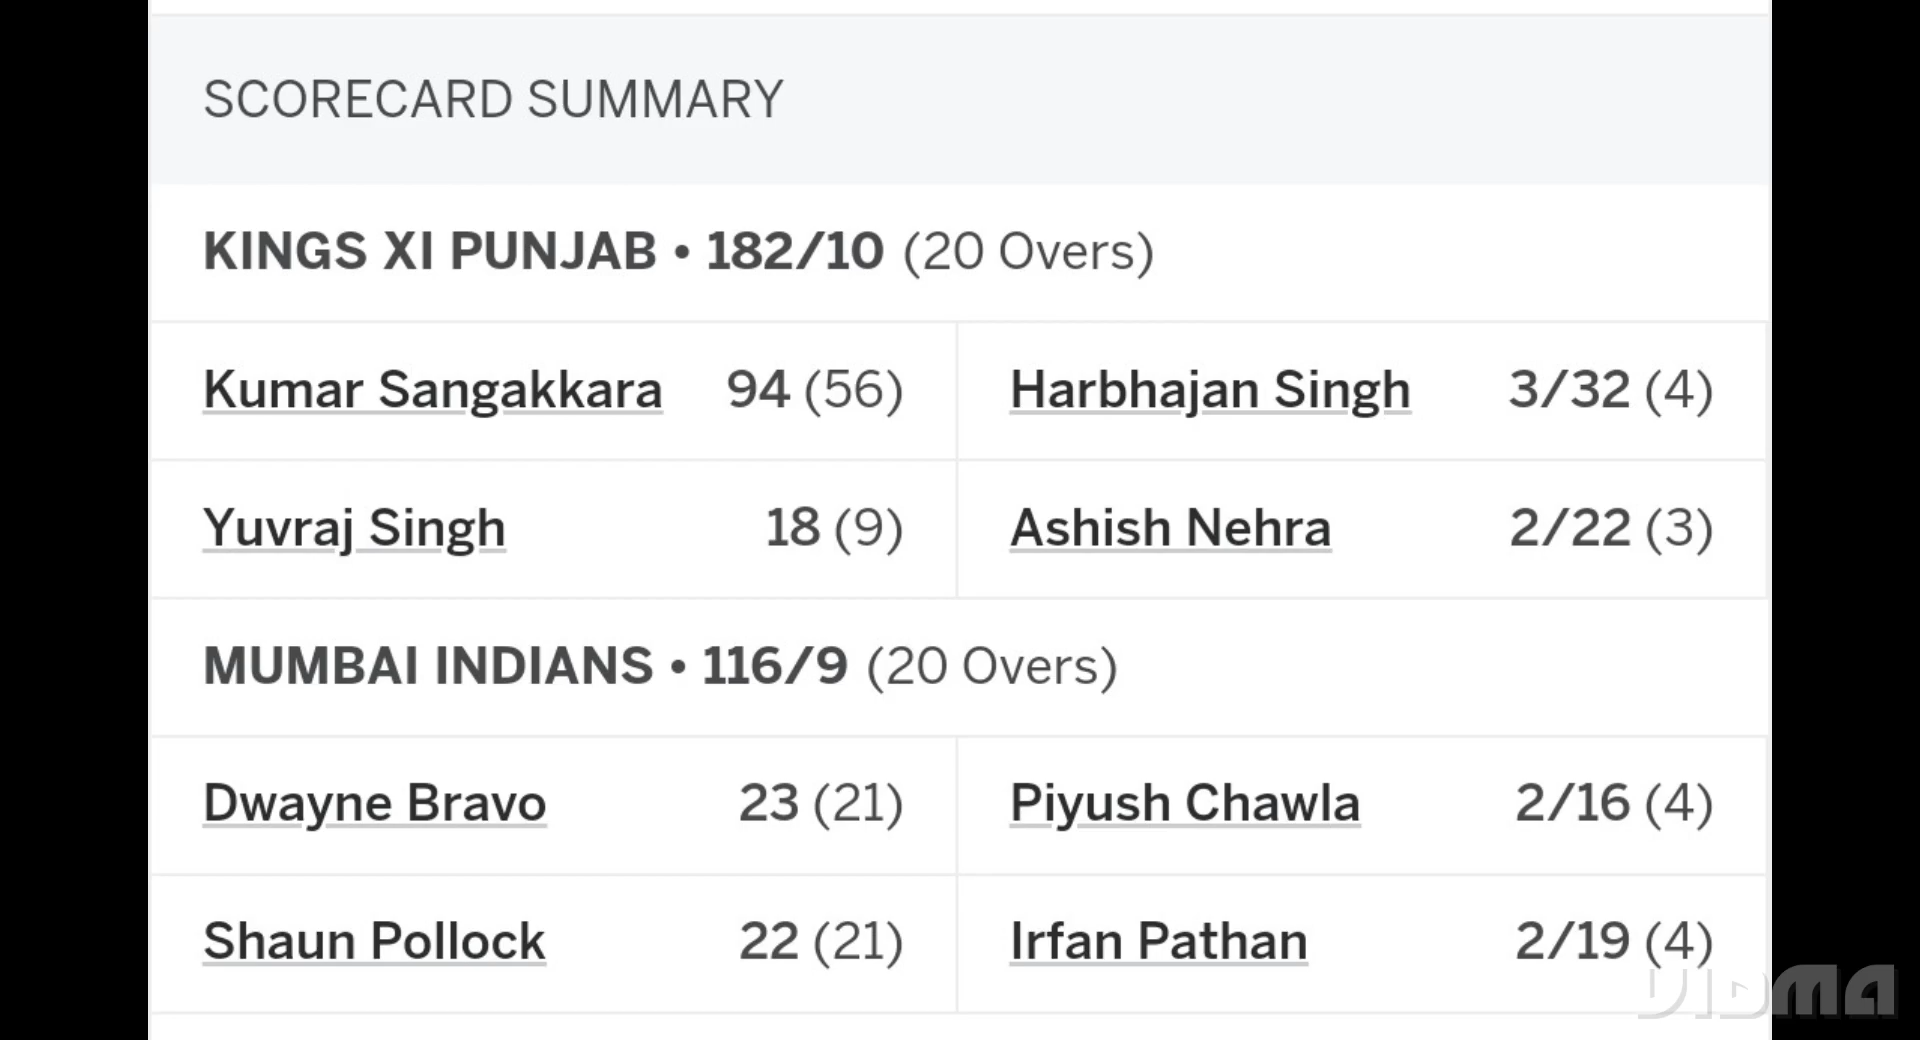 SCORECARD SUMMARY
KINGS XI PUNJAB • 182/10 (20 Overs)
Kumar Sangakkara 94 (56) Harbhajan Singh 3/32 (4)
Yuvraj Singh 18 (9) Ashish Nehra 2/22 (3)
MUMBAI INDIANS • 116/9 (20 Overs)
Dwayne Bravo 23 (21) Piyush Chawla 2/16 (4)
Shaun Pollock 22 (21) Irfan Pathan 2/19 (4)
VIDMA